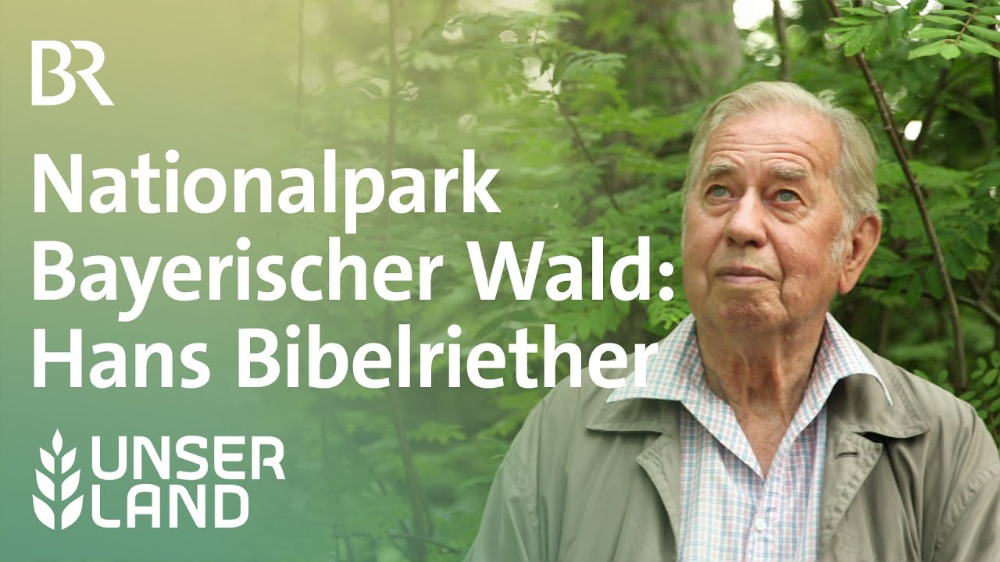 BR
Nationalpark
Bayerischer Wald:
Hans Bibelriether
UNSER
LAND